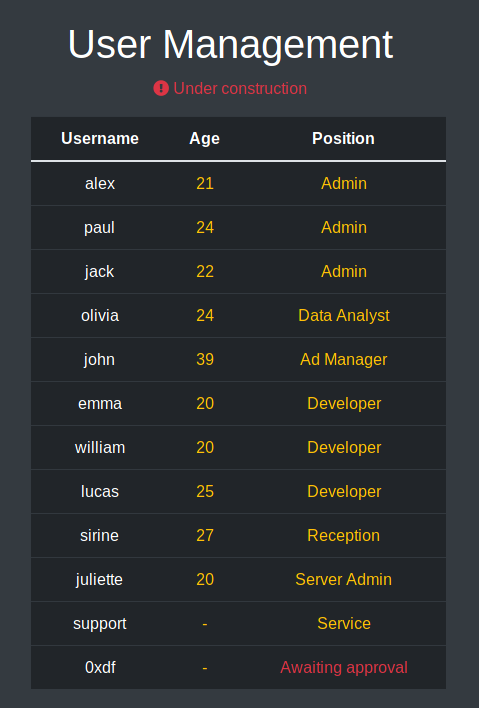 User Management
Under construction
Username Age Position
alex 21 Admin
paul 24 Admin
jack 22 Admin
olivia 24 Data Analyst
john 39 Ad Manager
emma 20 Developer
william 20 Developer
lucas 25 Developer
sirine 27 Reception
juliette 20 Server Admin
support - Service
0xdf - Awaiting approval